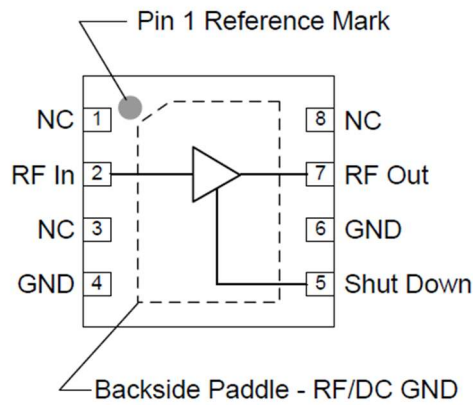 Pin 1 Reference Mark
NC 1 8 NC
RF In 2 7 RF Out
NC 3 6 GND
GND 4 5 Shut Down
Backside Paddle - RF/DC GND